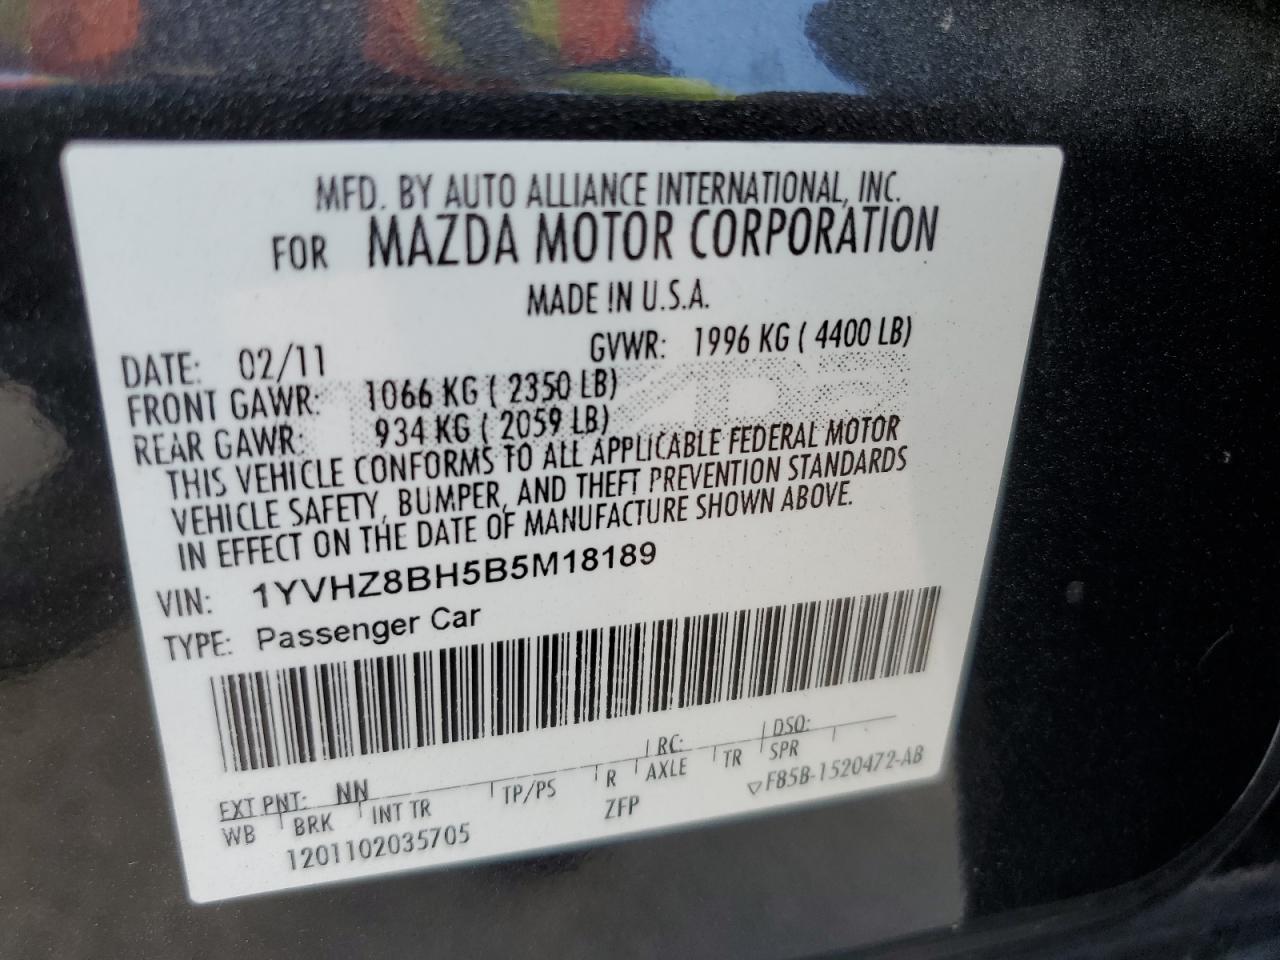 MFD. BY AUTO ALLIANCE INTERNATIONAL, INC.
FOR MAZDA MOTOR CORPORATION
MADE IN U.S.A.
DATE: 02/11 GVWR: 1996 KG ( 4400 LB)
FRONT GAWR: 1066 KG ( 2350 LB)
REAR GAWR: 934 KG ( 2059 LB)
THIS VEHICLE CONFORMS TO ALL APPLICABLE FEDERAL MOTOR
VEHICLE SAFETY, BUMPER, AND THEFT PREVENTION STANDARDS
IN EFFECT ON THE DATE OF MANUFACTURE SHOWN ABOVE.
VIN: 1YVHZ8BH5B5M18189
TYPE: Passenger Car
EXT PNT: NN RC: DSO:
WB BRK INT TR TP/PS R AXLE TR SPR
1201102035705 ZFP ▽F85B-1520472-AB